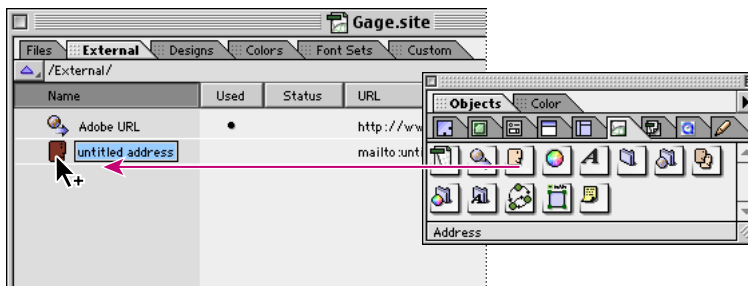 Gage.site
Files External Designs Colors Font Sets Custom
/External/
Name Used Status URL
Adobe URL http://ww
untitled address mailto:unti
Objects Color
Address